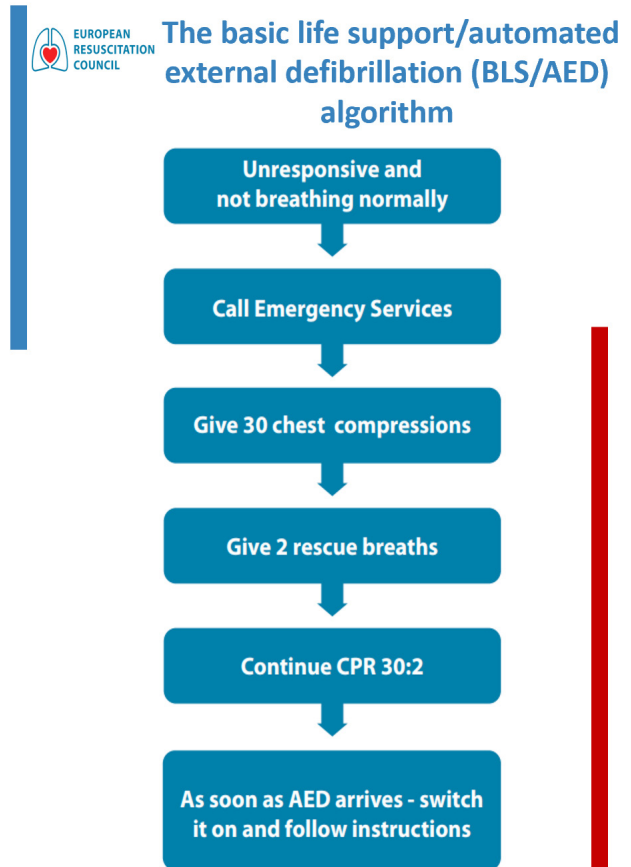 EUROPEAN
RESUSCITATION
COUNCIL
The basic life support/automated
external defibrillation (BLS/AED)
algorithm
Unresponsive and
not breathing normally
Call Emergency Services
Give 30 chest compressions
Give 2 rescue breaths
Continue CPR 30:2
As soon as AED arrives - switch
it on and follow instructions